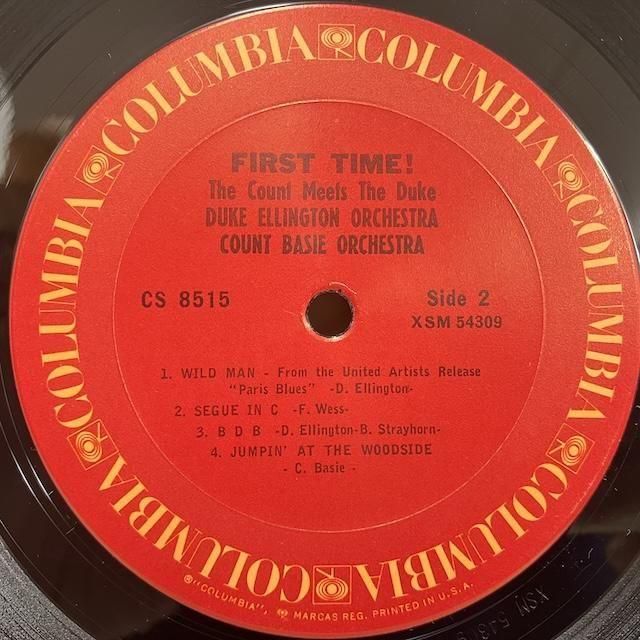 COLUMBIA COLUMBIA COLUMBIA COLUMBIA COLUMBIA COLUMBIA COLUMBIA COLUMBIA
FIRST TIME!
The Count Meets The Duke
DUKE ELLINGTON ORCHESTRA
COUNT BASIE ORCHESTRA
CS 8515
Side 2
XSM 54309
1. WILD MAN - From the United Artists Release
"Paris Blues" -D. Ellington-
2. SEGUE IN C -F. Wess-
3. B D B -D. Ellington-B. Strayhorn-
4. JUMPIN' AT THE WOODSIDE
- C. Basie -
®"COLUMBIA", MARCAS REG. PRINTED IN U.S.A.